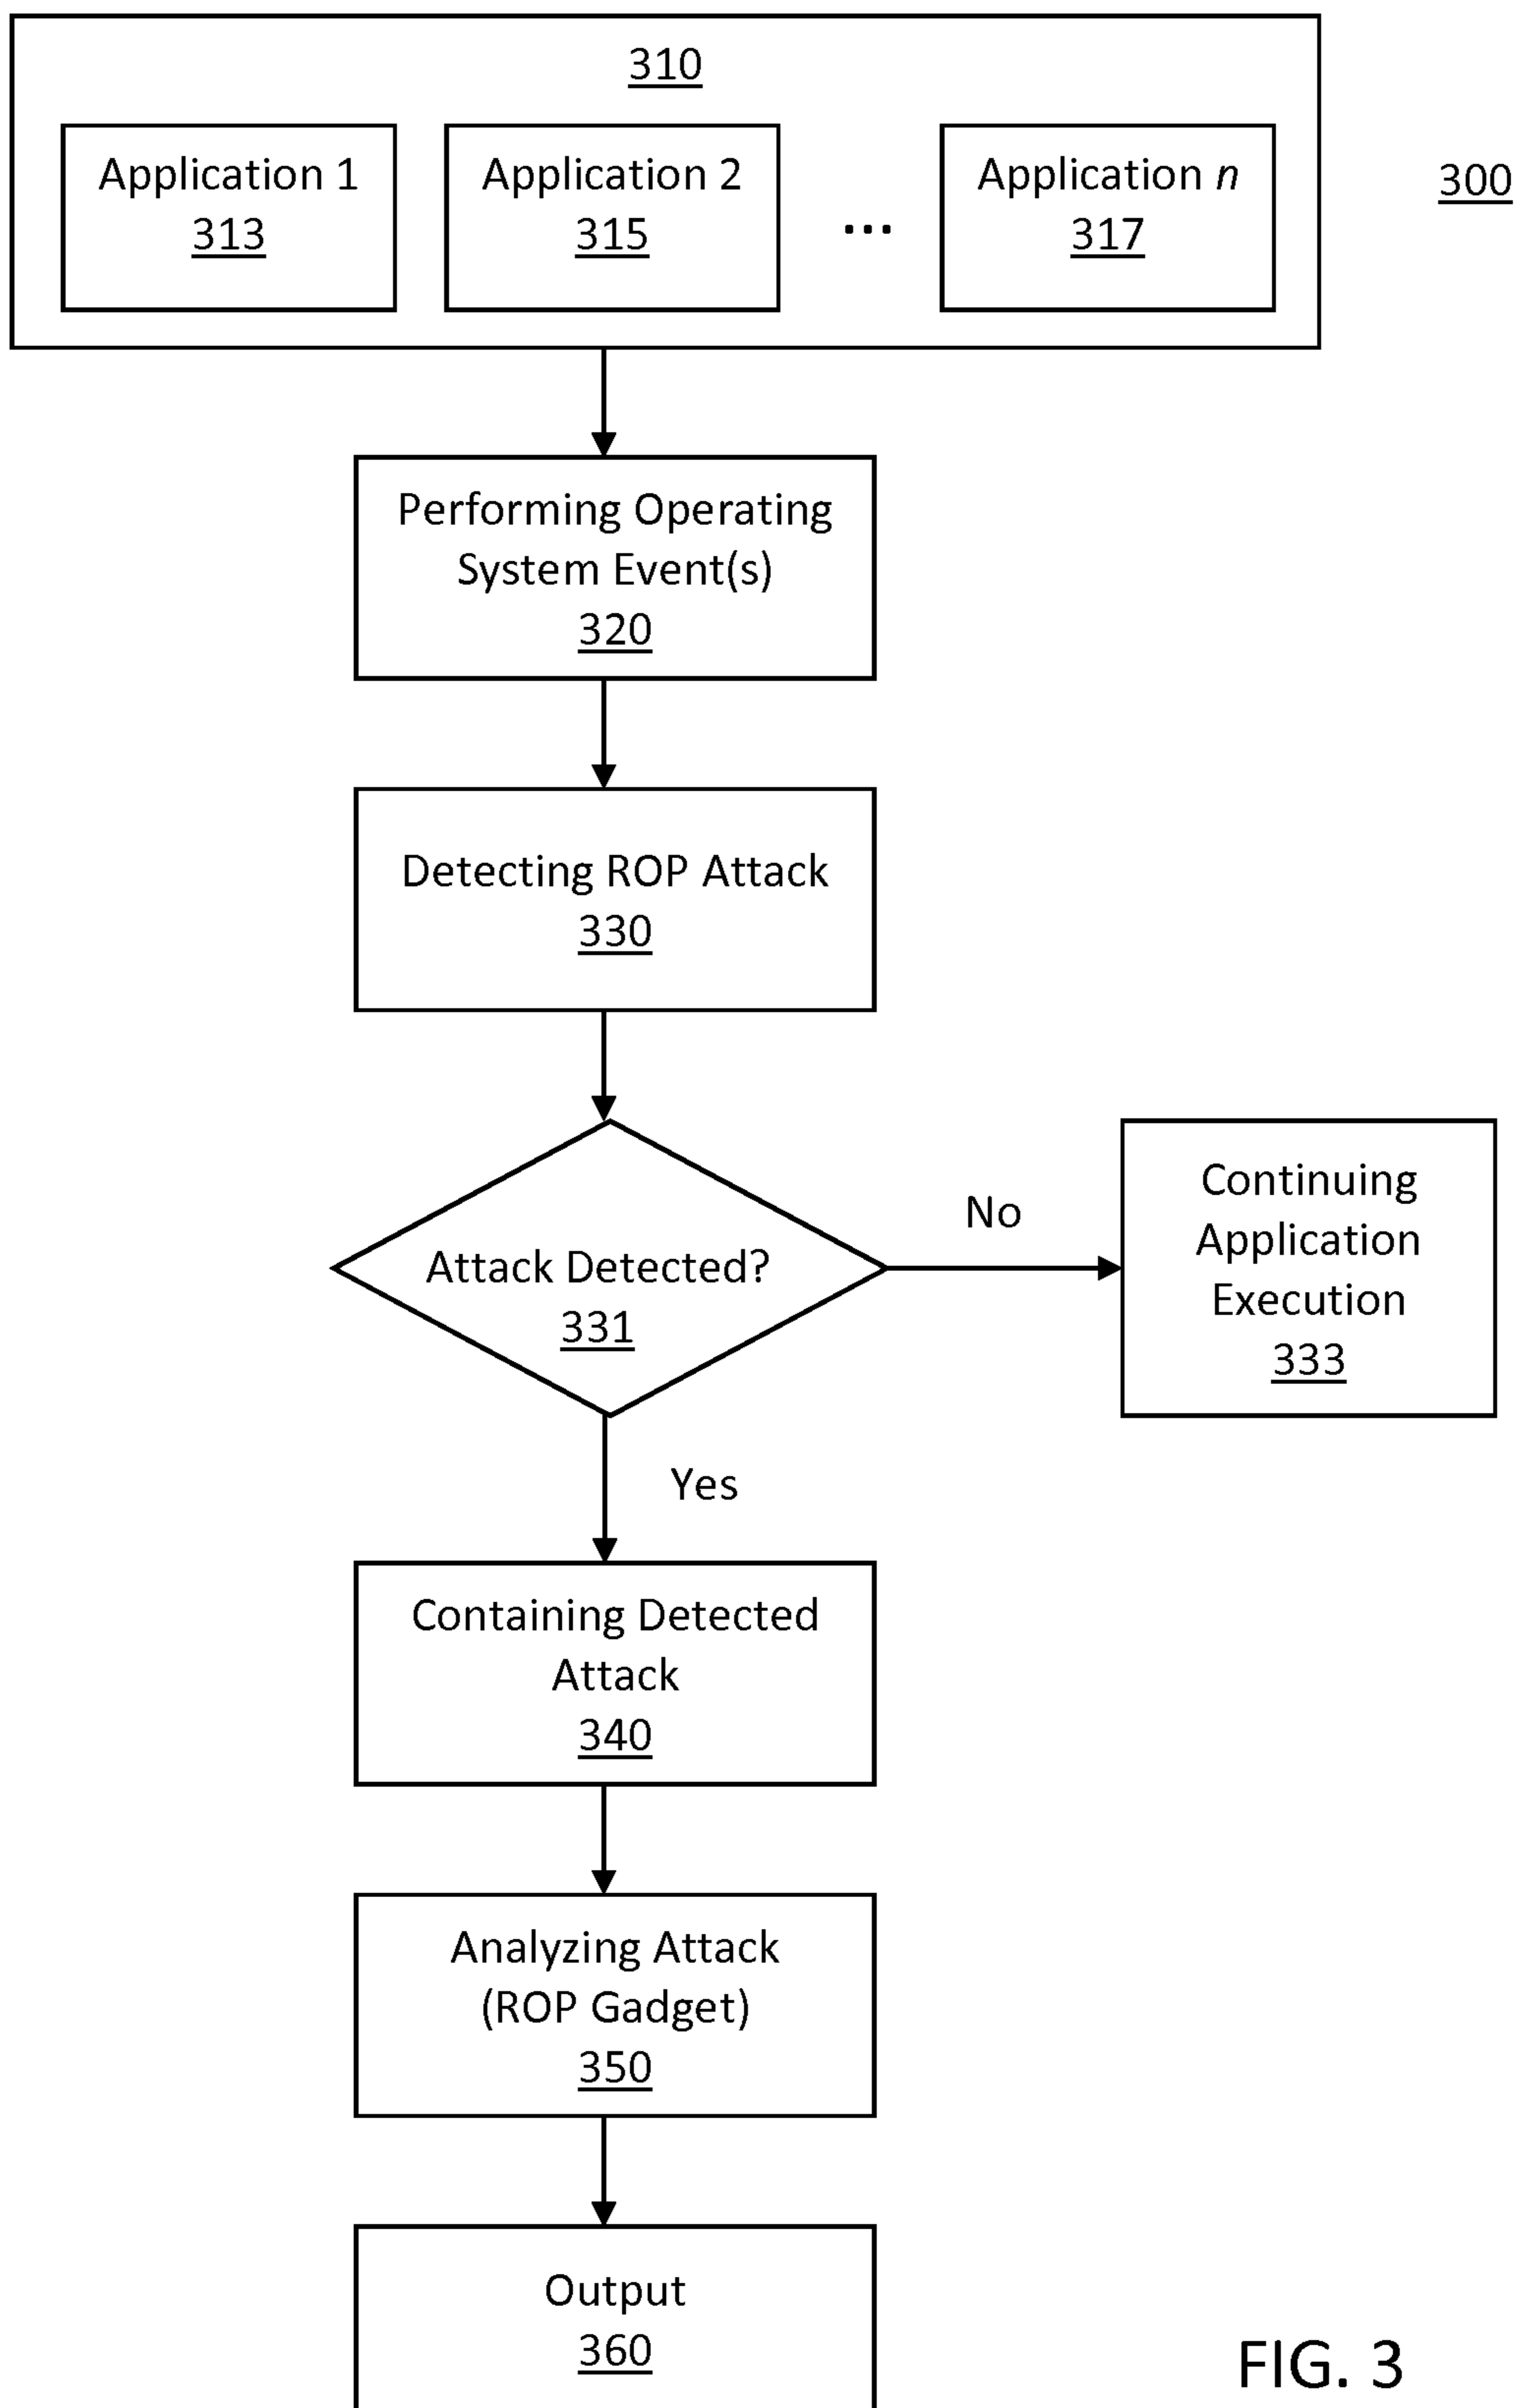 310
Application 1
313
Application 2
315
...
Application n
317
300
Performing Operating
System Event(s)
320
Detecting ROP Attack
330
Attack Detected?
331
No
Continuing
Application
Execution
333
Yes
Containing Detected
Attack
340
Analyzing Attack
(ROP Gadget)
350
Output
360
FIG. 3